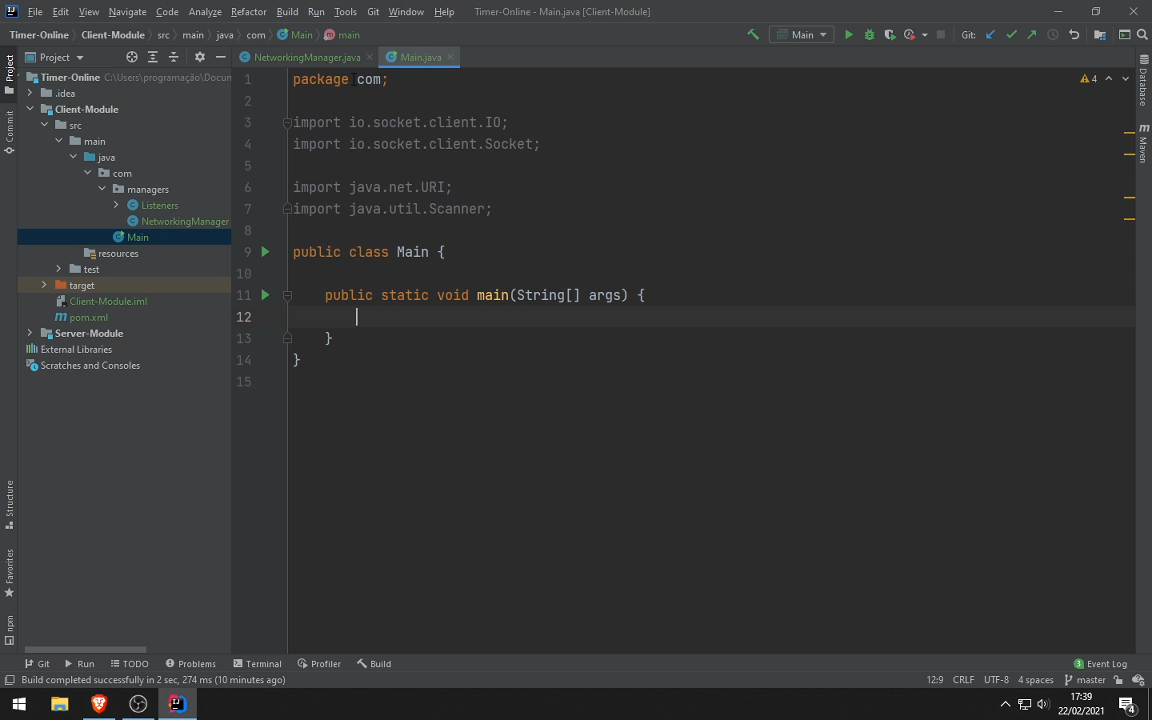 File Edit View Navigate Code Analyze Refactor Build Run Tools Git Window Help Timer-Online - Main.java [Client-Module]
Timer-Online Client-Module src main java com Main main Main Git:
Project NetworkingManager.java Main.java
Timer-Online C:\Users\programação\Docun
.idea
Client-Module
src
main
java
com
managers
Listeners
NetworkingManager
Main
resources
test
target
Client-Module.iml
pom.xml
Server-Module
External Libraries
Scratches and Consoles
1 package com;
2
3 import io.socket.client.IO;
4 import io.socket.client.Socket;
5
6 import java.net.URI;
7 import java.util.Scanner;
8
9 public class Main {
10
11 public static void main(String[] args) {
12
13 }
14 }
15
4
Project
Commit
Structure
Favorites
npm
Database
Maven
m
Git Run TODO Problems Terminal Profiler Build 3 Event Log
Build completed successfully in 2 sec, 274 ms (10 minutes ago) 12:9 CRLF UTF-8 4 spaces master
17:39
22/02/2021
4